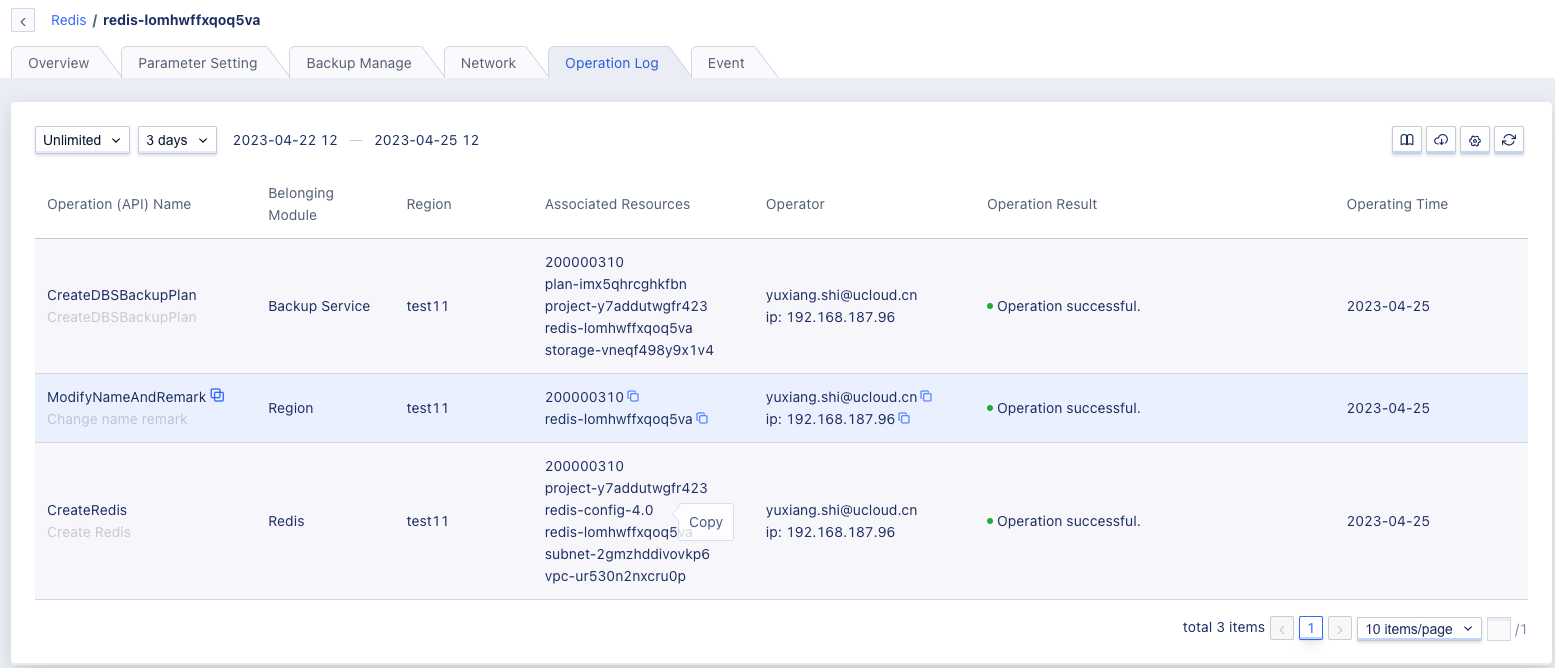 Redis / redis-lomhwffxqoq5va
Overview
Parameter Setting
Backup Manage
Network
Operation Log
Event
Unlimited
3 days
2023-04-22 12 — 2023-04-25 12
Operation (API) Name
Belonging
Module
Region
Associated Resources
Operator
Operation Result
Operating Time
CreateDBSBackupPlan
CreateDBSBackupPlan
Backup Service
test11
200000310
plan-imx5qhrcghkfbn
project-y7addutwgfr423
redis-lomhwffxqoq5va
storage-vneqf498y9x1v4
yuxiang.shi@ucloud.cn
ip: 192.168.187.96
Operation successful.
2023-04-25
ModifyNameAndRemark
Change name remark
Region
test11
200000310
redis-lomhwffxqoq5va
yuxiang.shi@ucloud.cn
ip: 192.168.187.96
Operation successful.
2023-04-25
CreateRedis
Create Redis
Redis
test11
200000310
project-y7addutwgfr423
redis-config-4.0
redis-lomhwffxqoq5va
subnet-2gmzhddivovkp6
vpc-ur530n2nxcru0p
Copy
yuxiang.shi@ucloud.cn
ip: 192.168.187.96
Operation successful.
2023-04-25
total 3 items
1
10 items/page
/1